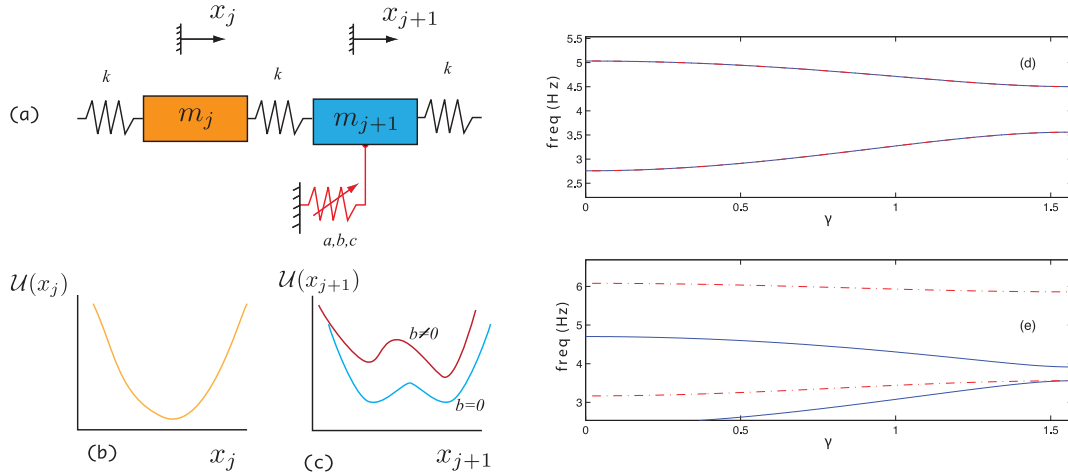 x_j
x_{j+1}
k
k
k
(a)
m_j
m_{j+1}
a,b,c
U(x_j)
(b)
x_j
U(x_{j+1})
b≠0
b=0
(c)
x_{j+1}
freq (Hz)
5.5
5
4.5
3.5
2.5
(d)
0
0.5
1
1.5
γ
freq (Hz)
6
5
4
3
(e)
0
0.5
1
1.5
γ